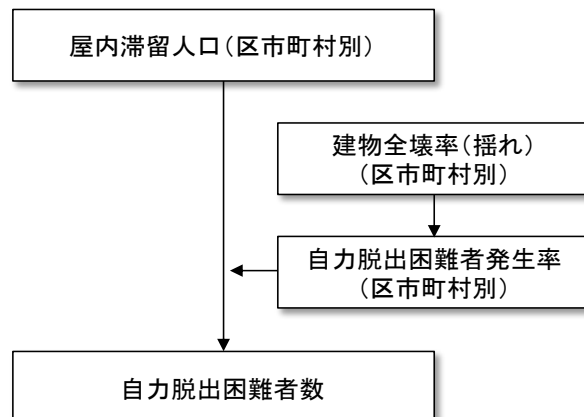 屋内滞留人口（区市町村別）
建物全壊率（揺れ）
（区市町村別）
自力脱出困難者発生率
（区市町村別）
自力脱出困難者数